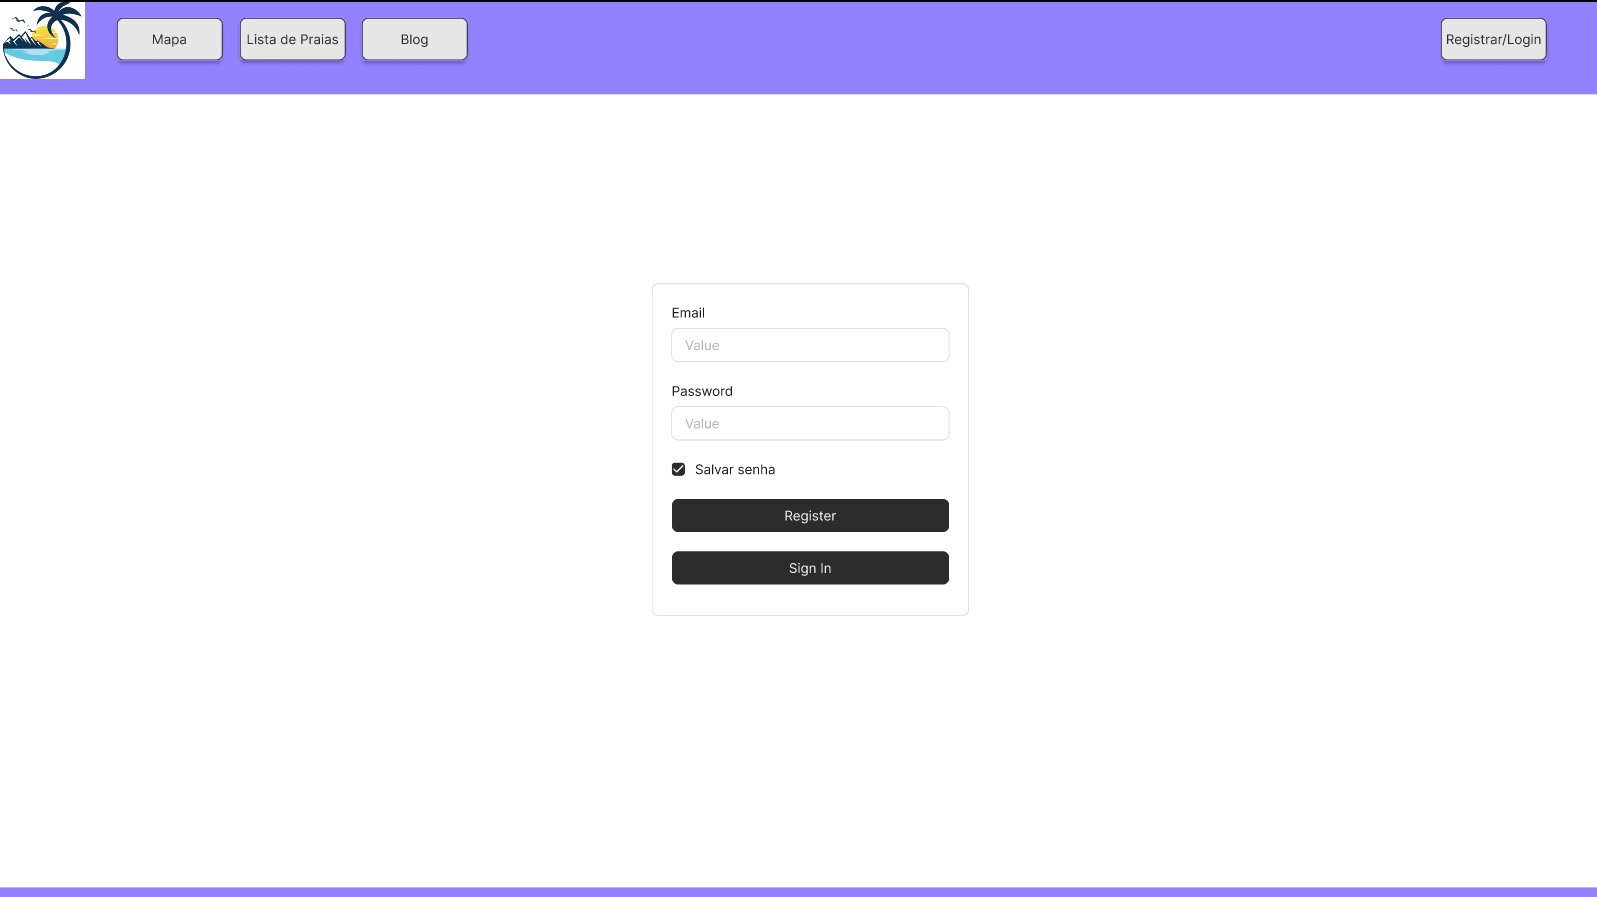 Mapa
Lista de Praias
Blog
Registrar/Login
Email
Value
Password
Value
Salvar senha
Register
Sign In